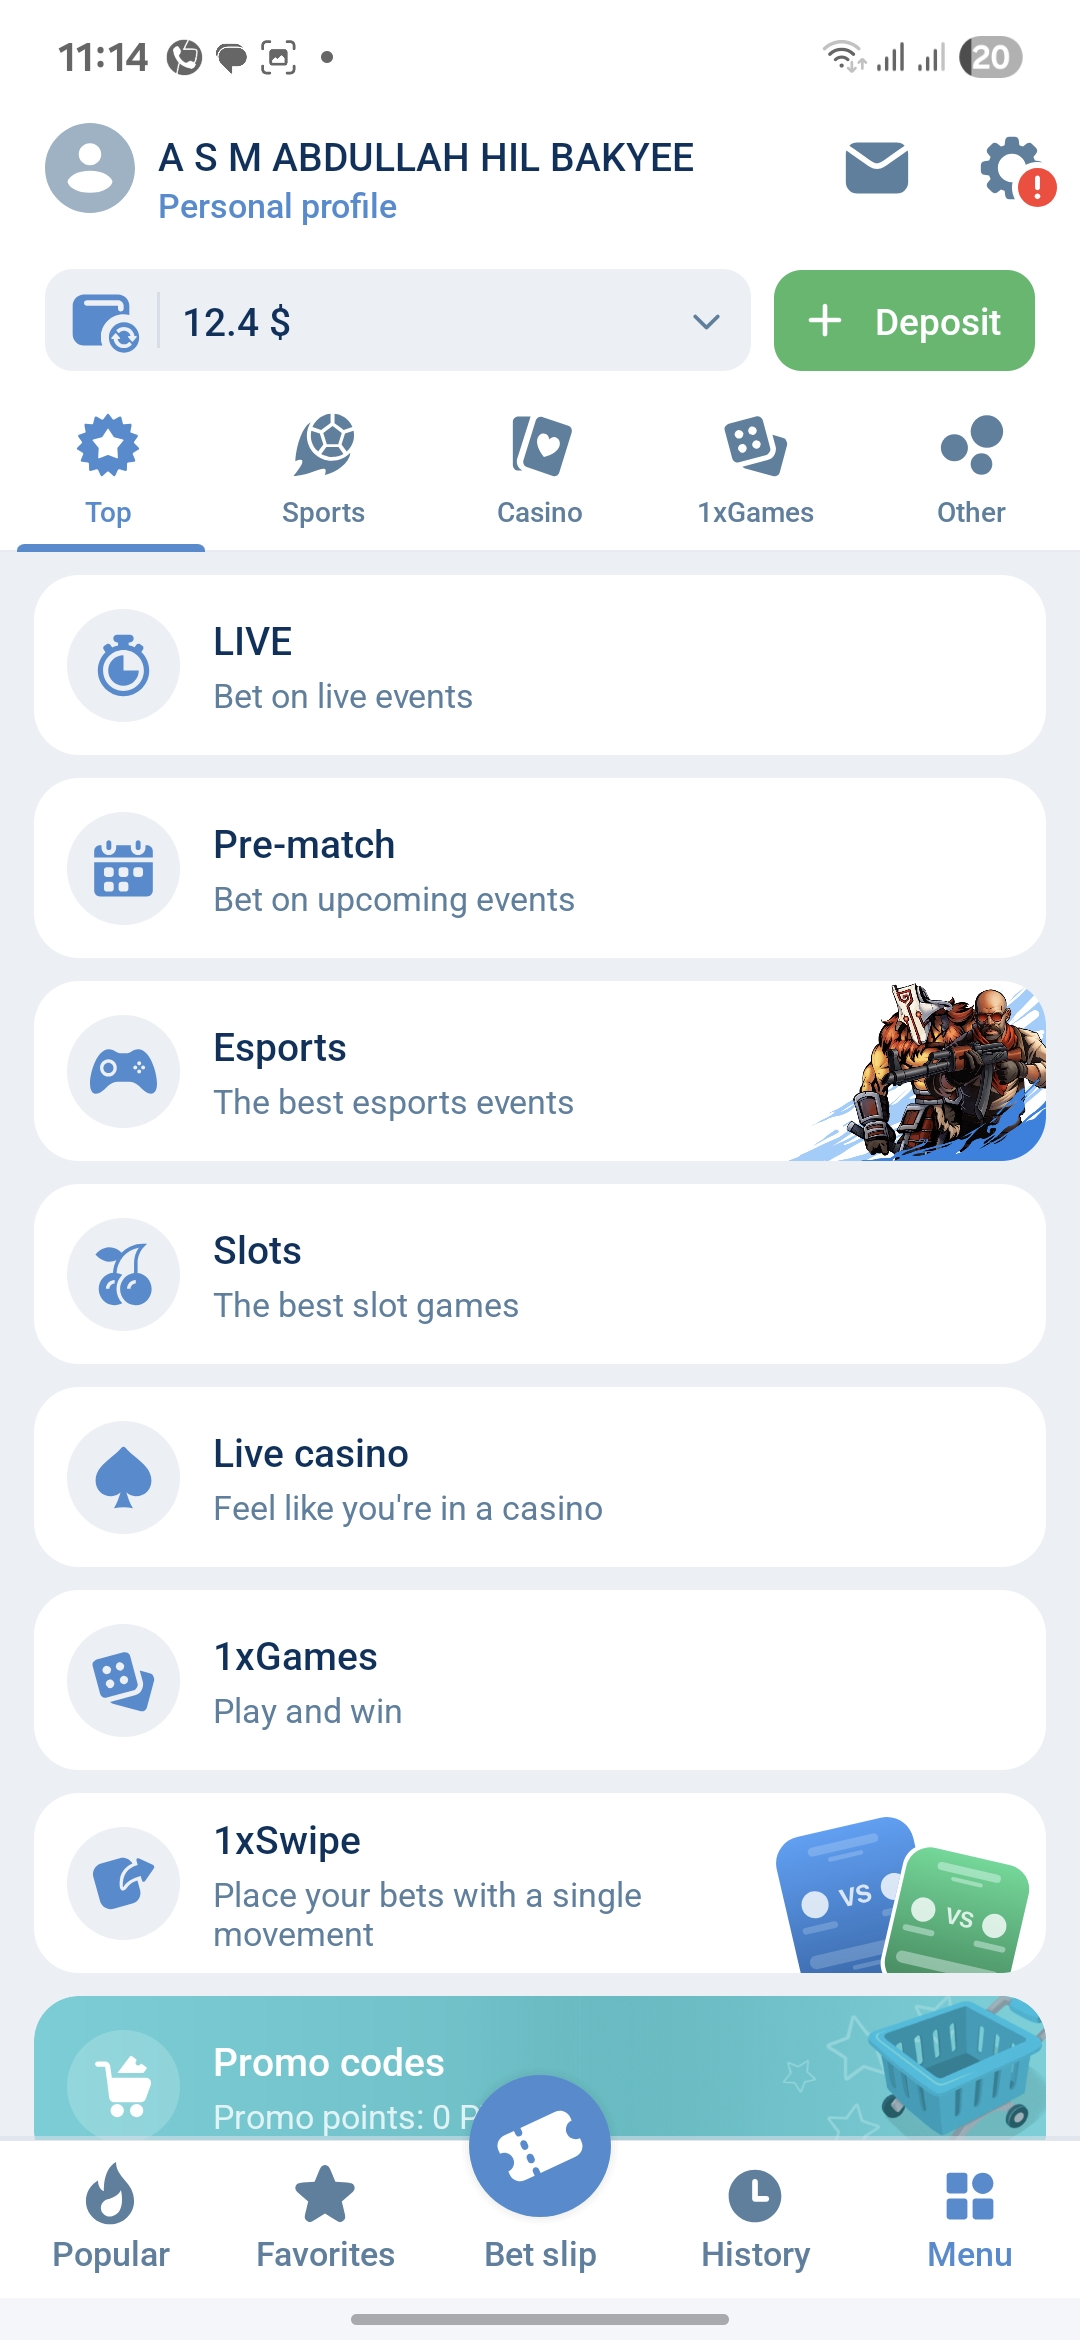 11:14
20
A S M ABDULLAH HIL BAKYEE
Personal profile
12.4 $
+ Deposit
Top
Sports
Casino
1xGames
Other
LIVE
Bet on live events
Pre-match
Bet on upcoming events
Esports
The best esports events
Slots
The best slot games
Live casino
Feel like you're in a casino
1xGames
Play and win
1xSwipe
Place your bets with a single
movement
VS
VS
Promo codes
Promo points: 0
Popular
Favorites
Bet slip
History
Menu